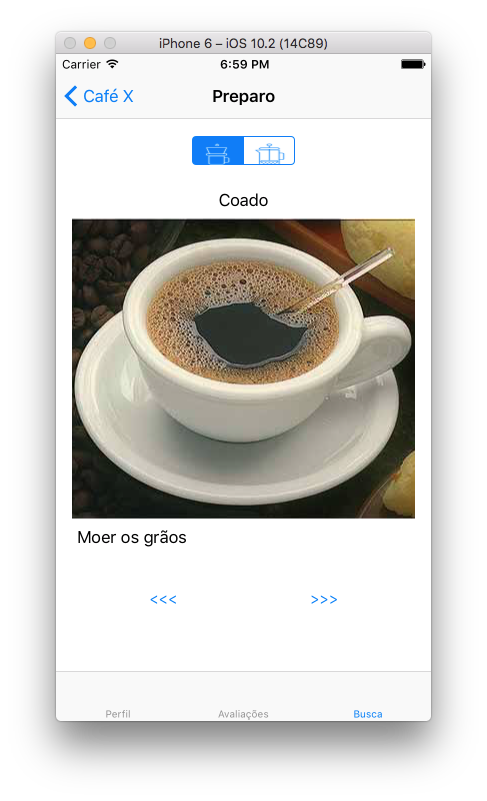 iPhone 6 – iOS 10.2 (14C89)
Carrier 6:59 PM
Café X Preparo
Coado
Moer os grãos
<<< >>>
Perfil Avaliações Busca